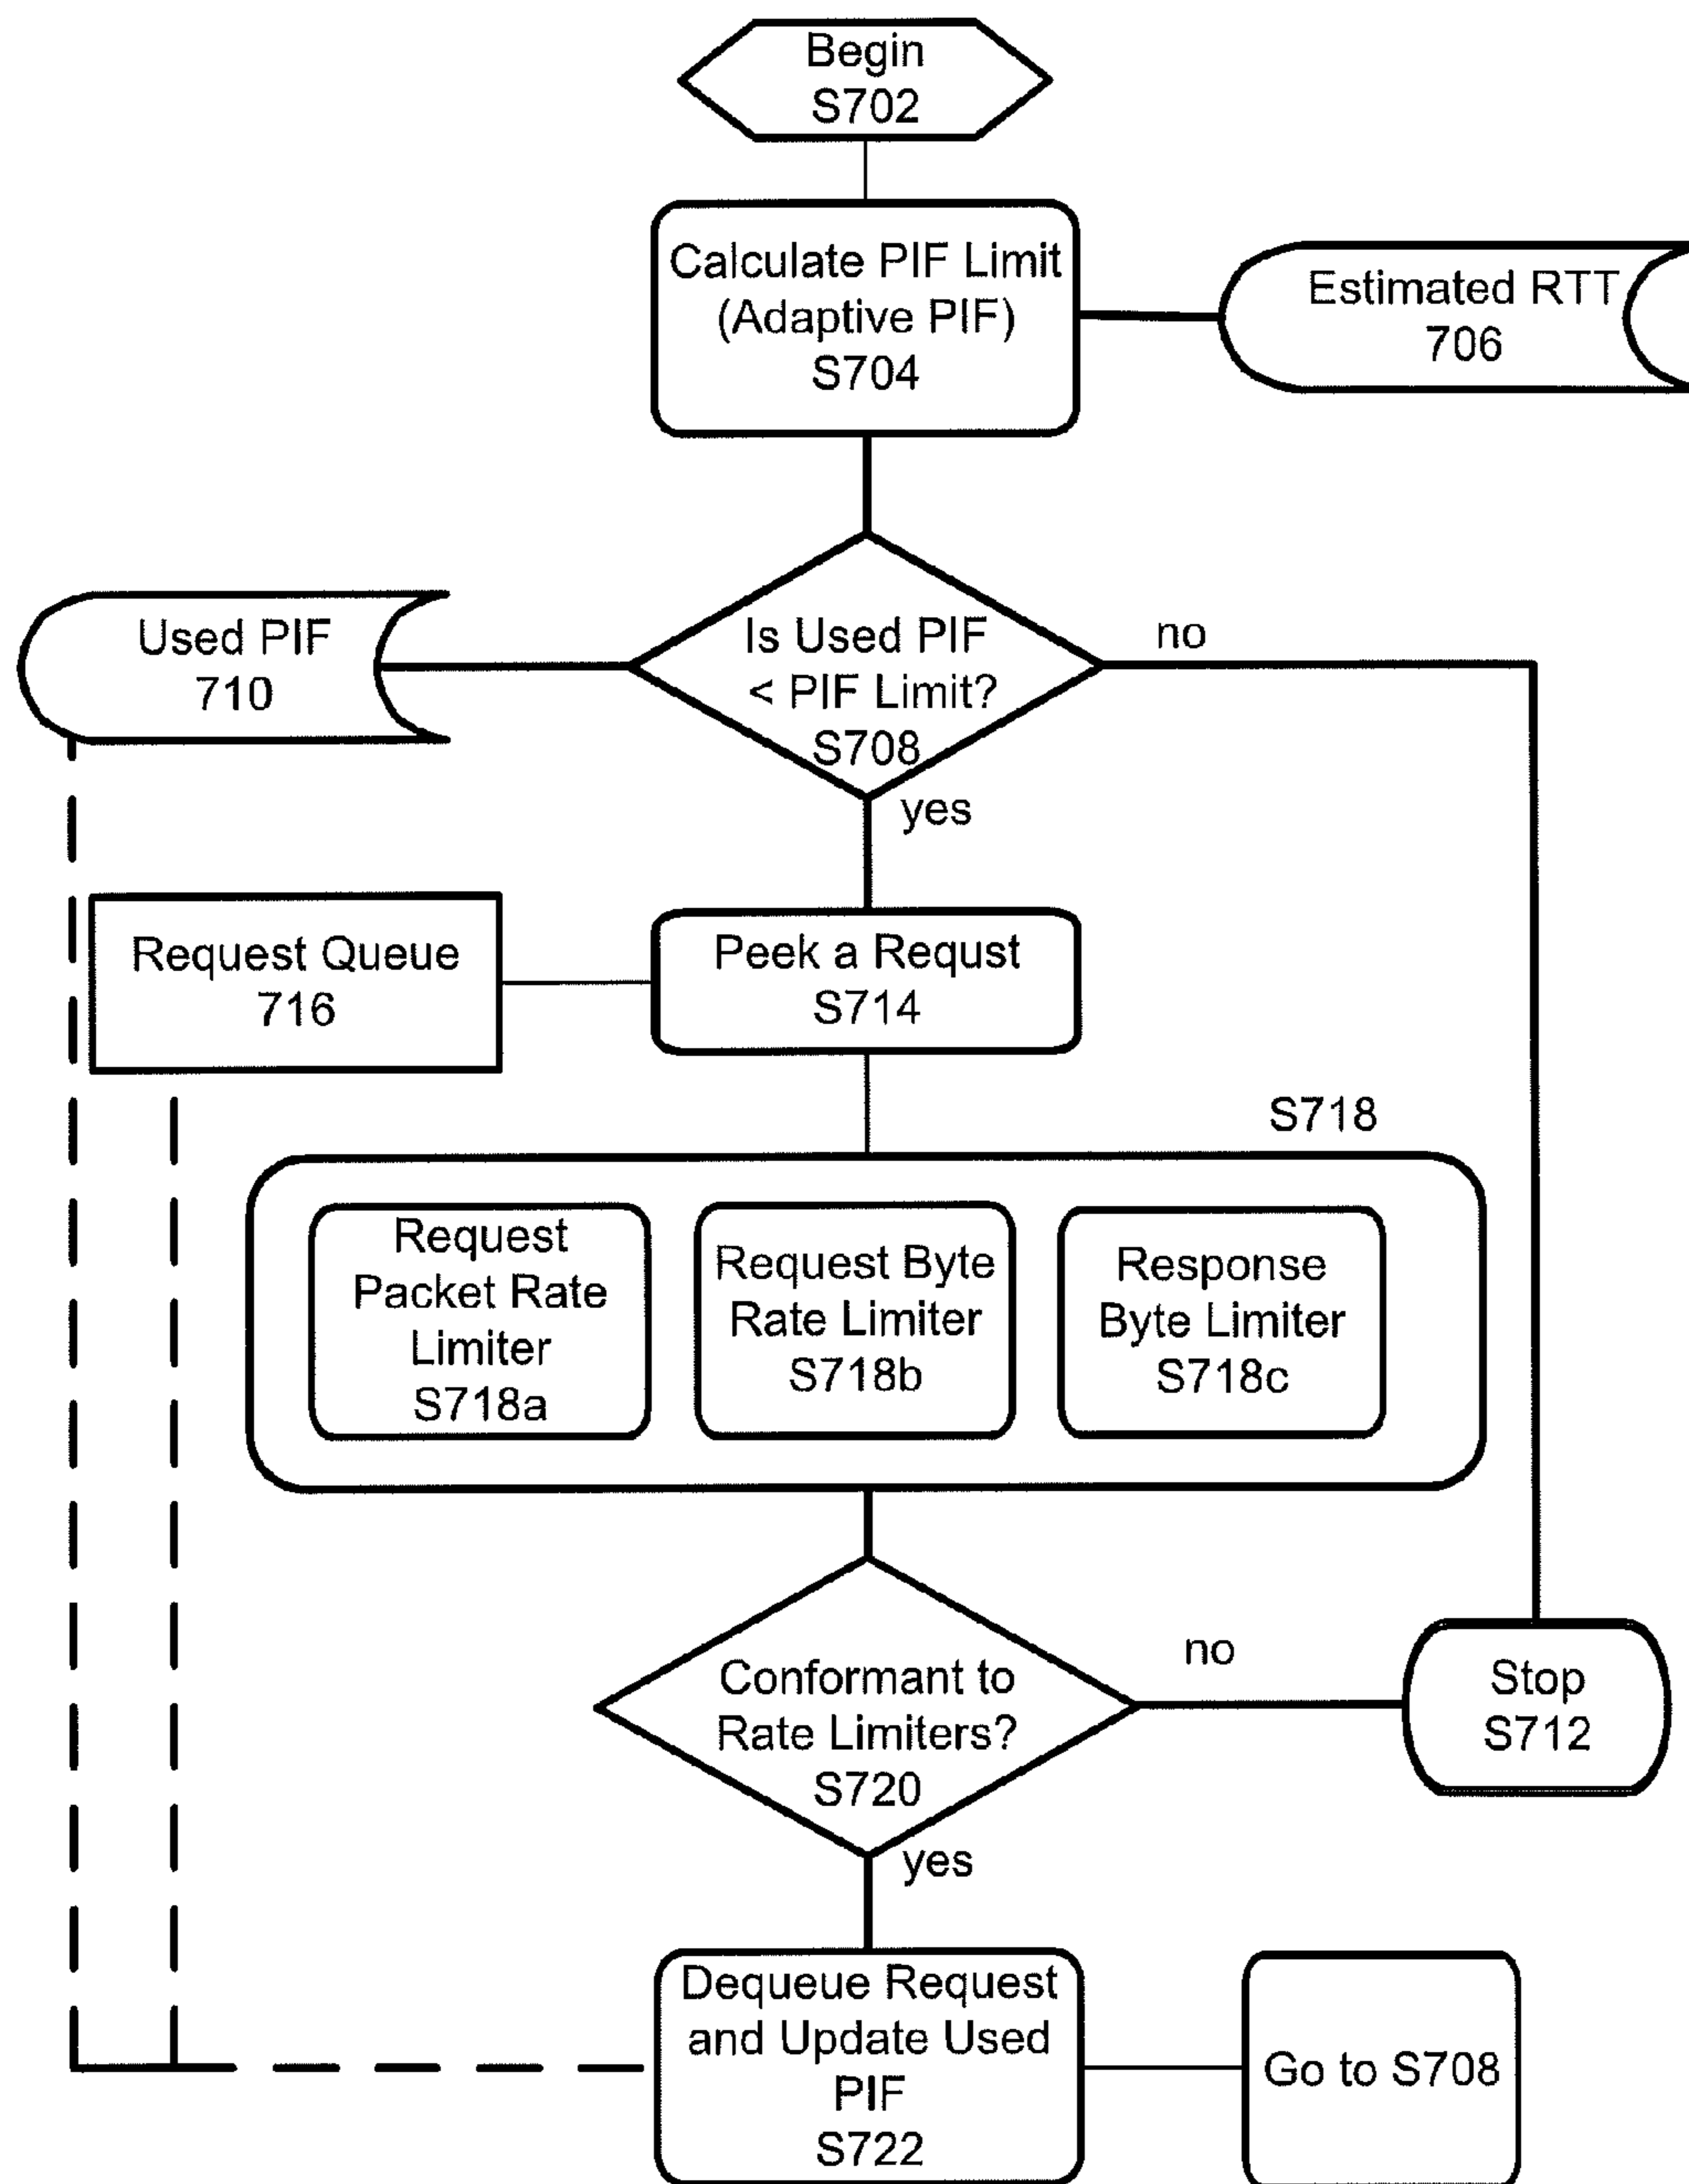 Begin
S702
Calculate PIF Limit
(Adaptive PIF)
S704
Estimated RTT
706
Used PIF
710
Is Used PIF
< PIF Limit?
S708
no
yes
Request Queue
716
Peek a Requst
S714
S718
Request
Packet Rate
Limiter
S718a
Request Byte
Rate Limiter
S718b
Response
Byte Limiter
S718c
Conformant to
Rate Limiters?
S720
no
Stop
S712
yes
Dequeue Request
and Update Used
PIF
S722
Go to S708